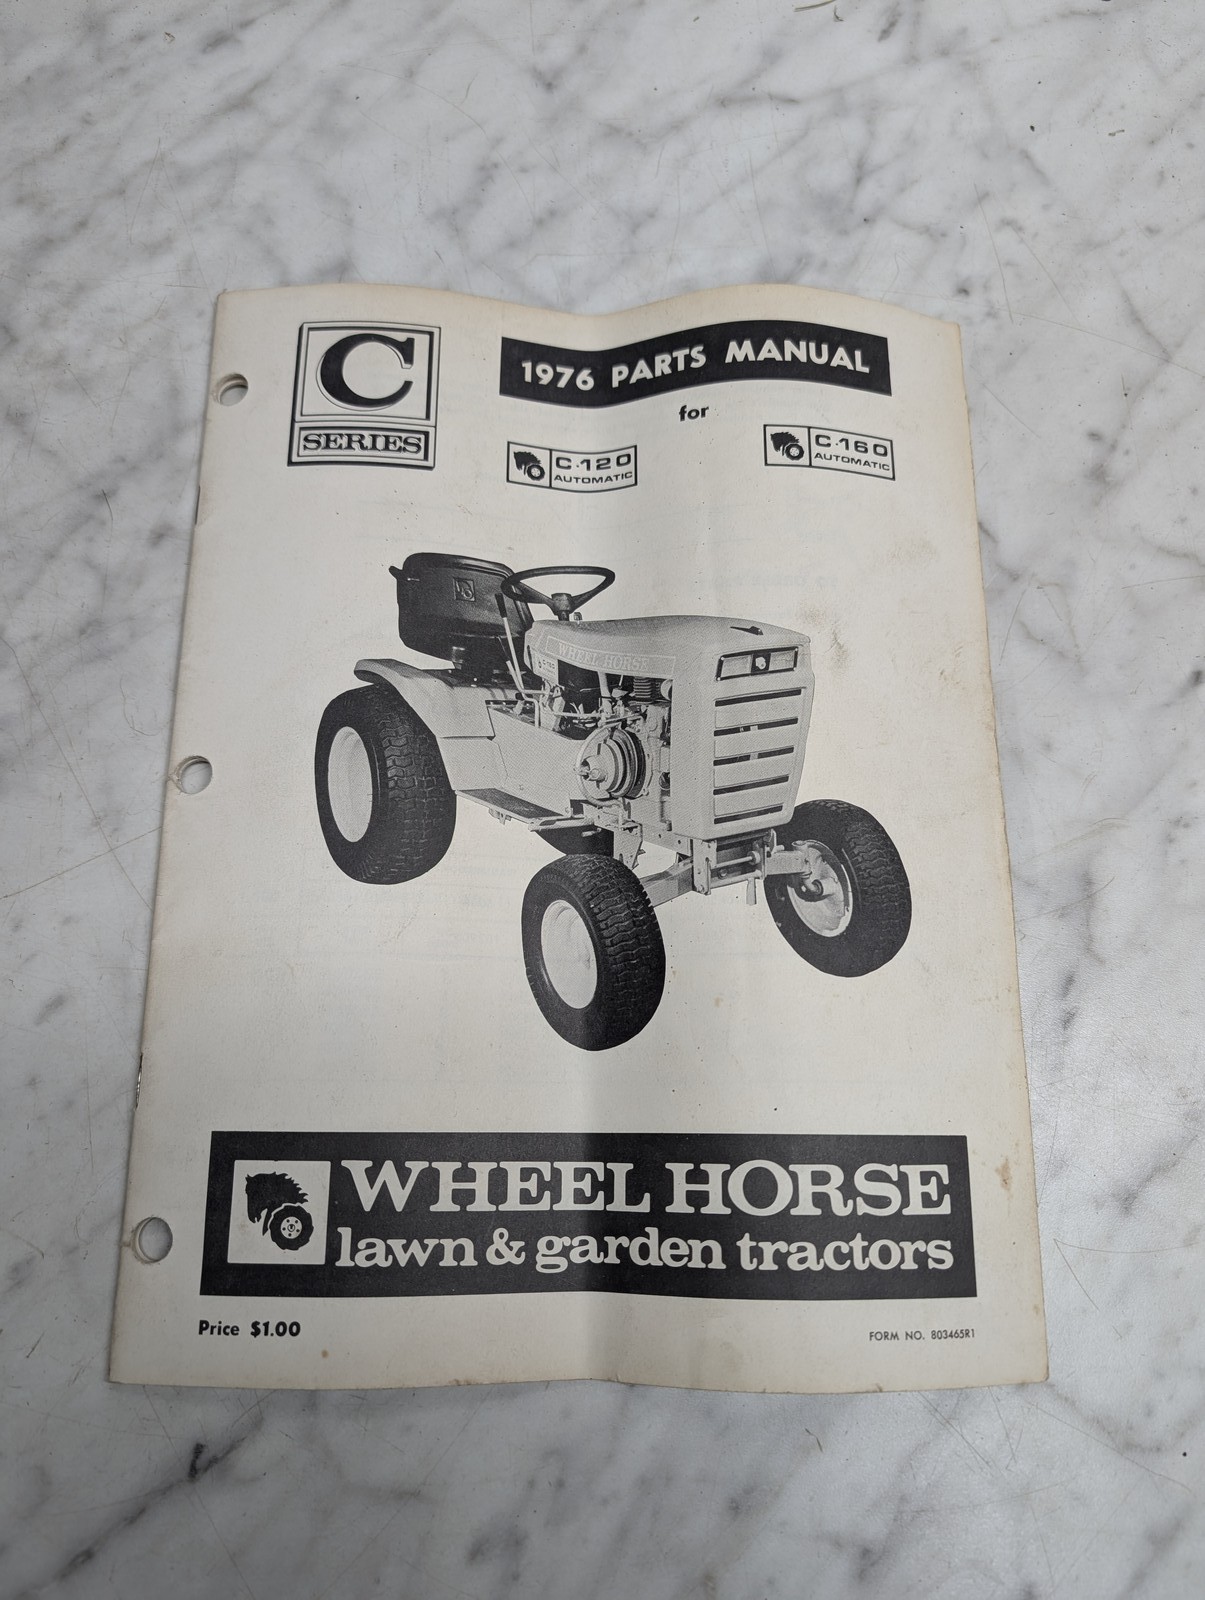 C
SERIES
1976 PARTS MANUAL
for
C-120
AUTOMATIC
C-160
AUTOMATIC
WHEEL HORSE
WHEEL HORSE
lawn & garden tractors
Price $1.00
FORM NO. 803465R1